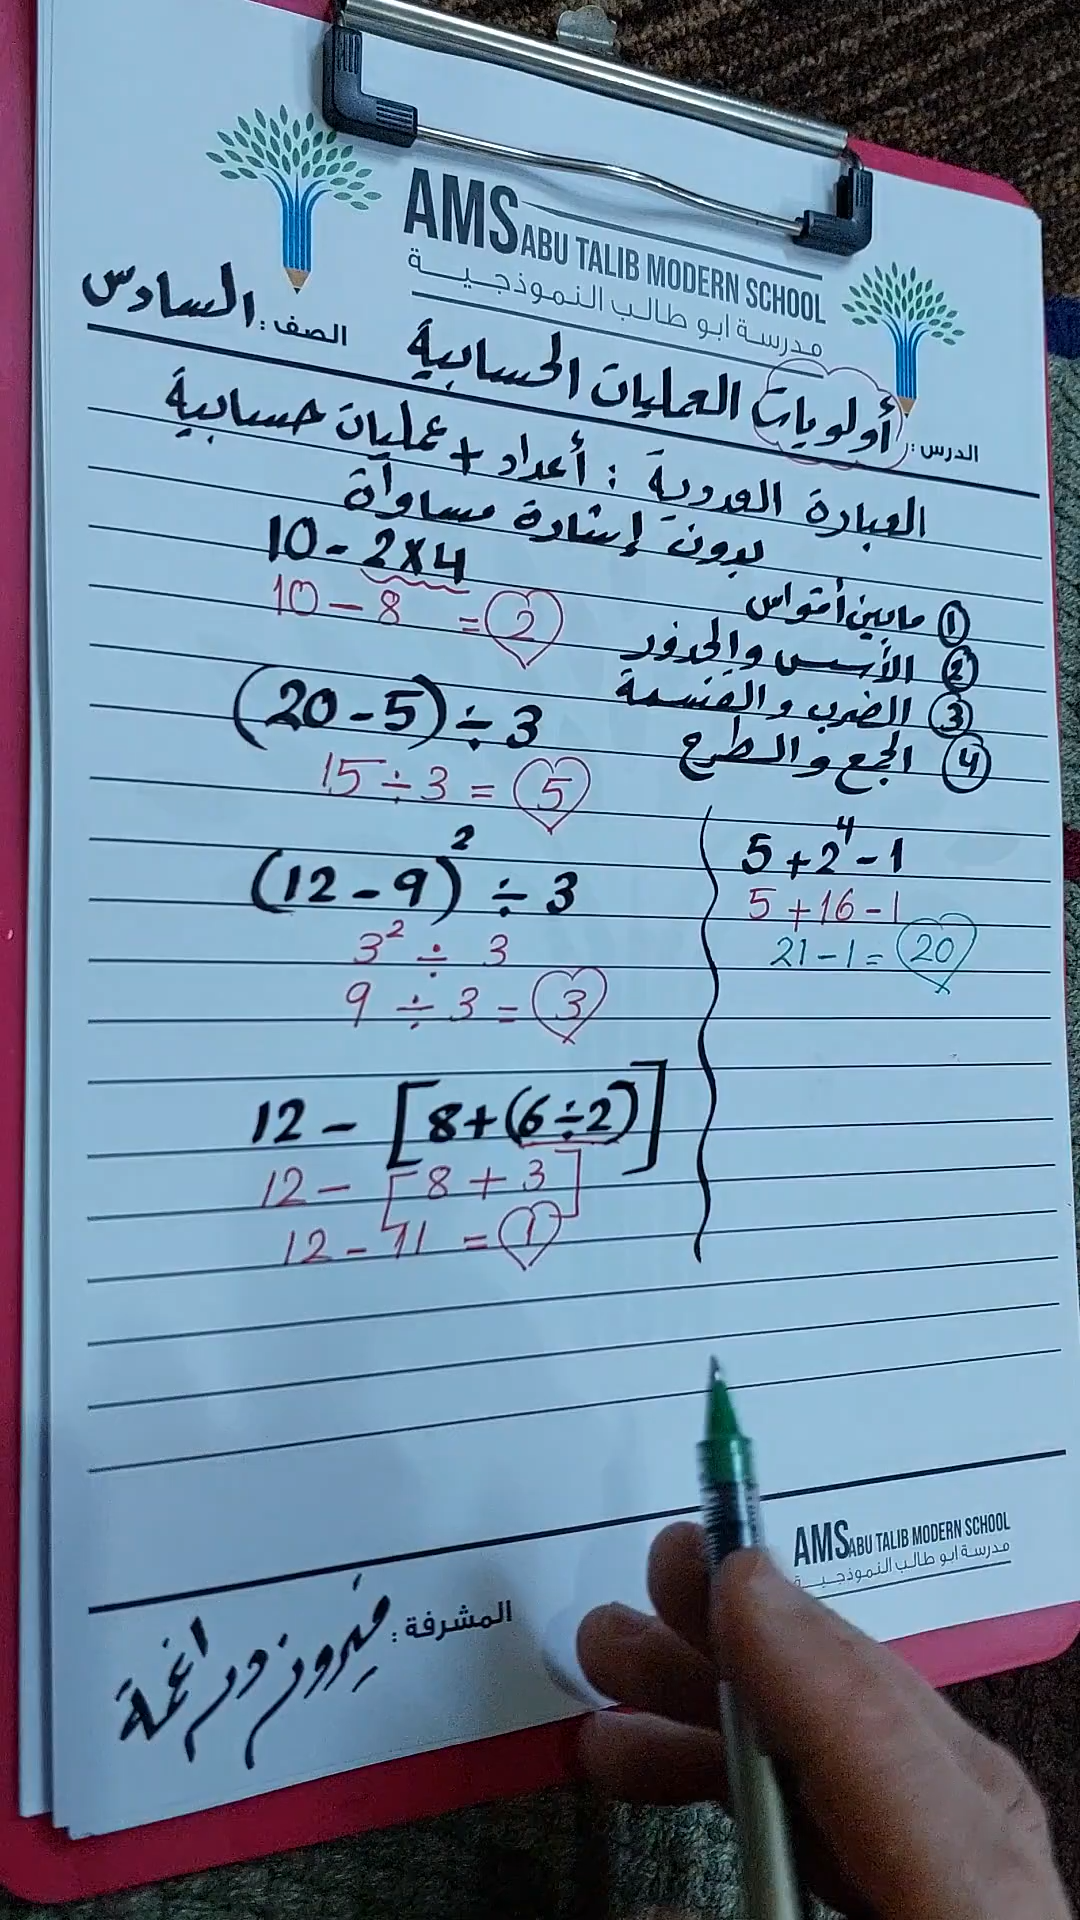 AMS ABU TALIB MODERN SCHOOL
مدرسة ابو طالب النموذجية
الصف: السادس
الدرس: أولويات العمليات الحسابية
العبارة العددية: أعداد + عمليات حسابية
بدون إشارة مساواة
① ما بين أقواس
② الأسس والجذور
③ الضرب والقسمة
④ الجمع والطرح
10 - 2×4
10 - 8 = 2
(20 - 5) ÷ 3
15 ÷ 3 = 5
(12 - 9)² ÷ 3
3² ÷ 3
9 ÷ 3 = 3
12 - [8+(6÷2)]
12 - [8 + 3]
12 - 11 = 1
5 + 2⁴ - 1
5 + 16 - 1
21 - 1 = 20
AMS ABU TALIB MODERN SCHOOL
مدرسة ابو طالب النموذجية
المشرفة: